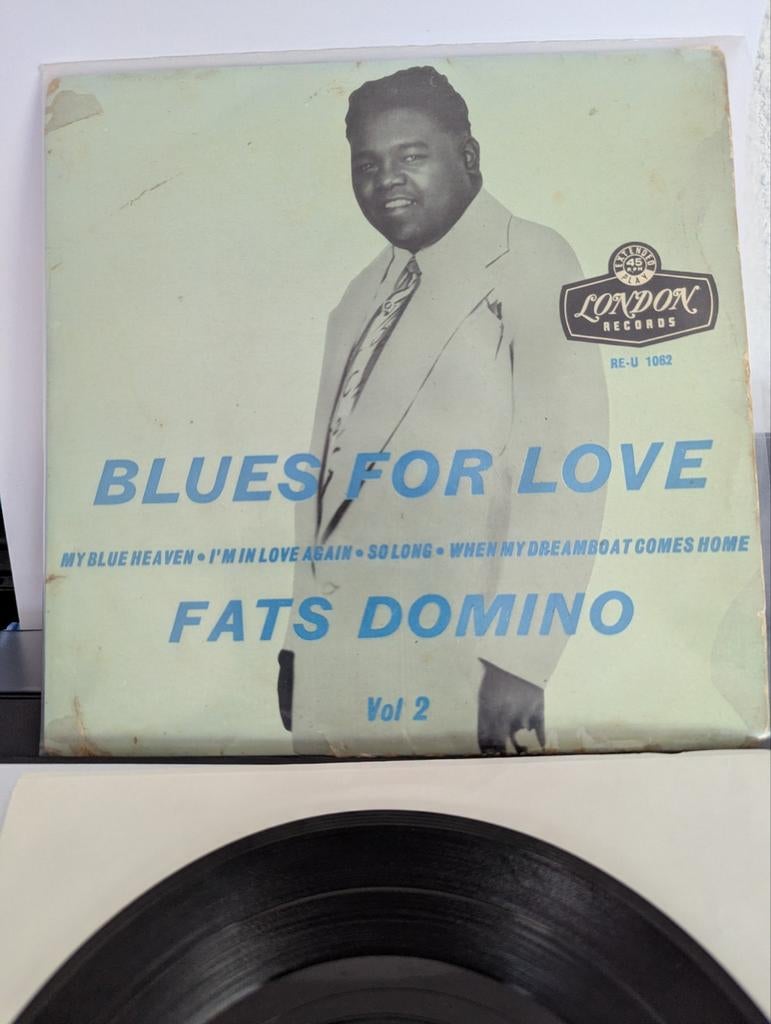 EXTENDED
45
RPM
PLAY
LONDON
RECORDS
RE-U 1062
BLUES FOR LOVE
MY BLUE HEAVEN • I'M IN LOVE AGAIN • SO LONG • WHEN MY DREAMBOAT COMES HOME
FATS DOMINO
Vol 2